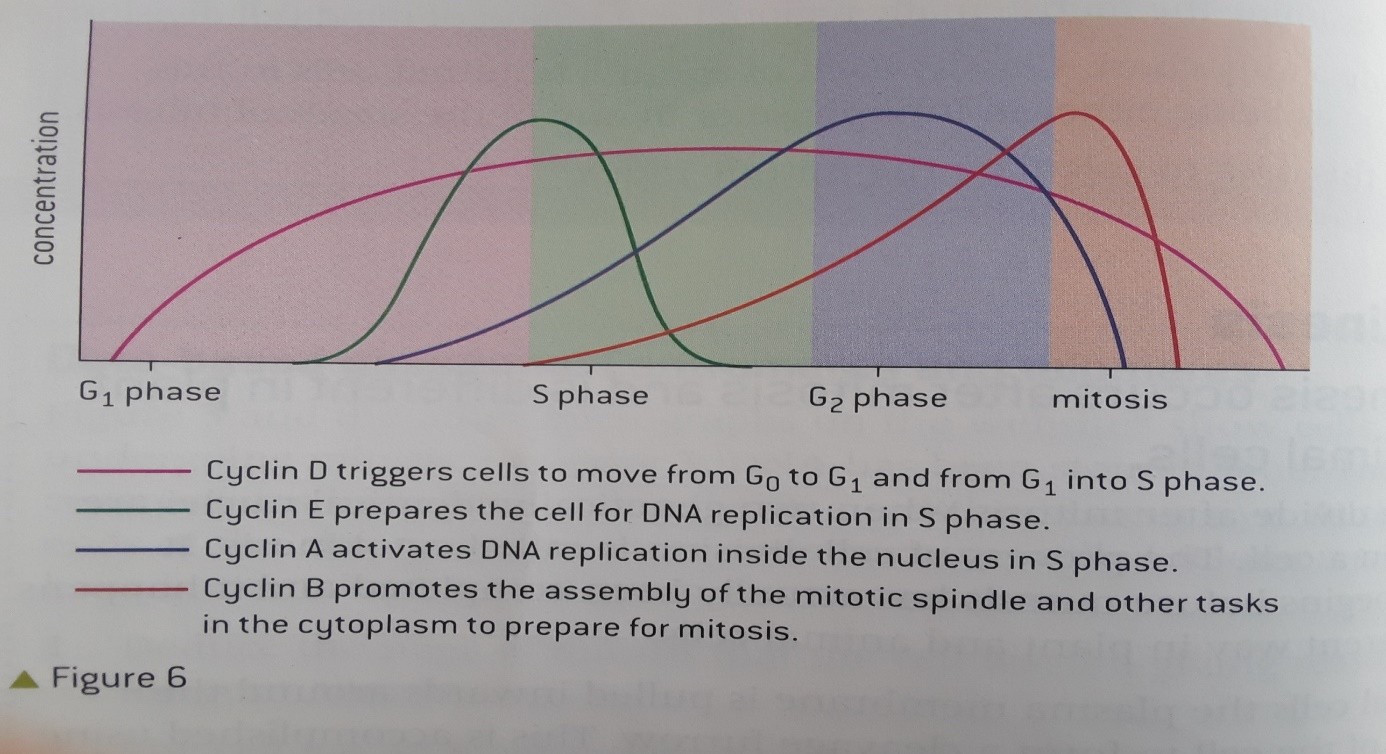 concentration
G₁ phase
S phase
G₂ phase
mitosis
Cyclin D triggers cells to move from G₀ to G₁ and from G₁ into S phase.
Cyclin E prepares the cell for DNA replication in S phase.
Cyclin A activates DNA replication inside the nucleus in S phase.
Cyclin B promotes the assembly of the mitotic spindle and other tasks
in the cytoplasm to prepare for mitosis.
▲ Figure 6